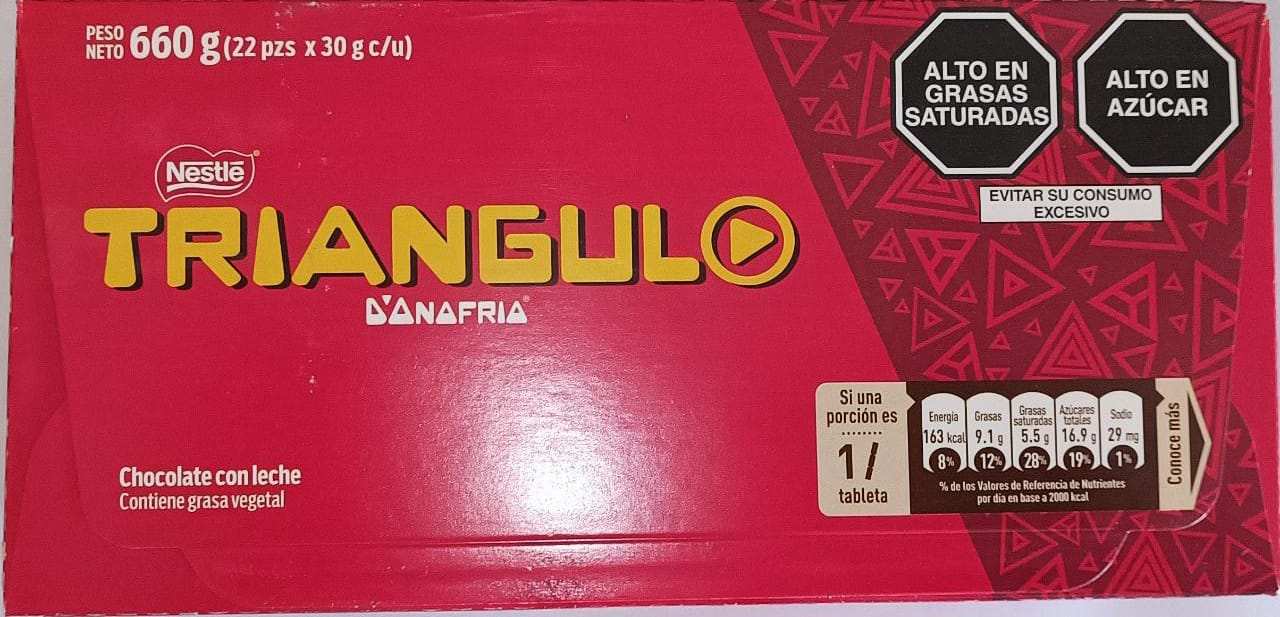 PESO
NETO 660 g (22 pzs x 30 g c/u)
Nestlé
TRIANGULO
D'ONOFRIO
Chocolate con leche
Contiene grasa vegetal
ALTO EN
GRASAS
SATURADAS
ALTO EN
AZÚCAR
EVITAR SU CONSUMO
EXCESIVO
Si una
porción es
1/
tableta
Energía
163 kcal
8%
Grasas
9.1 g
12%
Grasas
saturadas
5.5 g
28%
Azúcares
totales
16.9 g
19%
Sodio
29 mg
1%
% de los Valores de Referencia de Nutrientes
por día en base a 2000 kcal
Conoce más